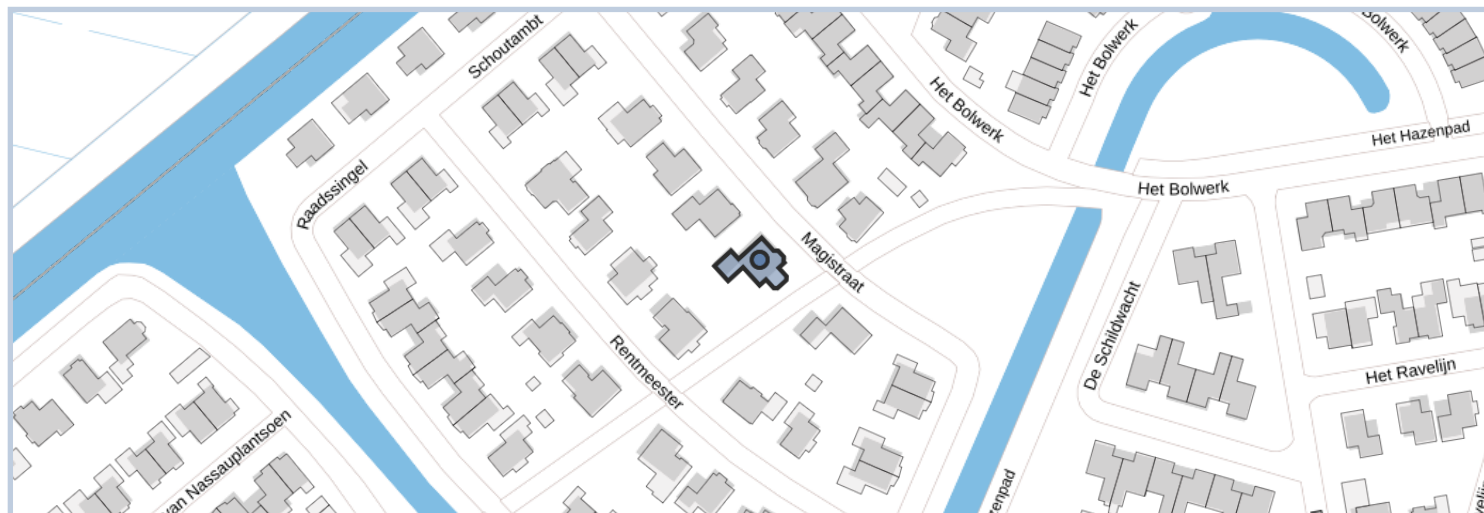 Schoutambt
Het Bolwerk
Bolwerk
Het Bolwerk
Het Hazenpad
Raadssingel
Het Bolwerk
Magistraat
De Schildwacht
Rentmeester
Het Ravelijn
van Nassauplantsoen
zenpad